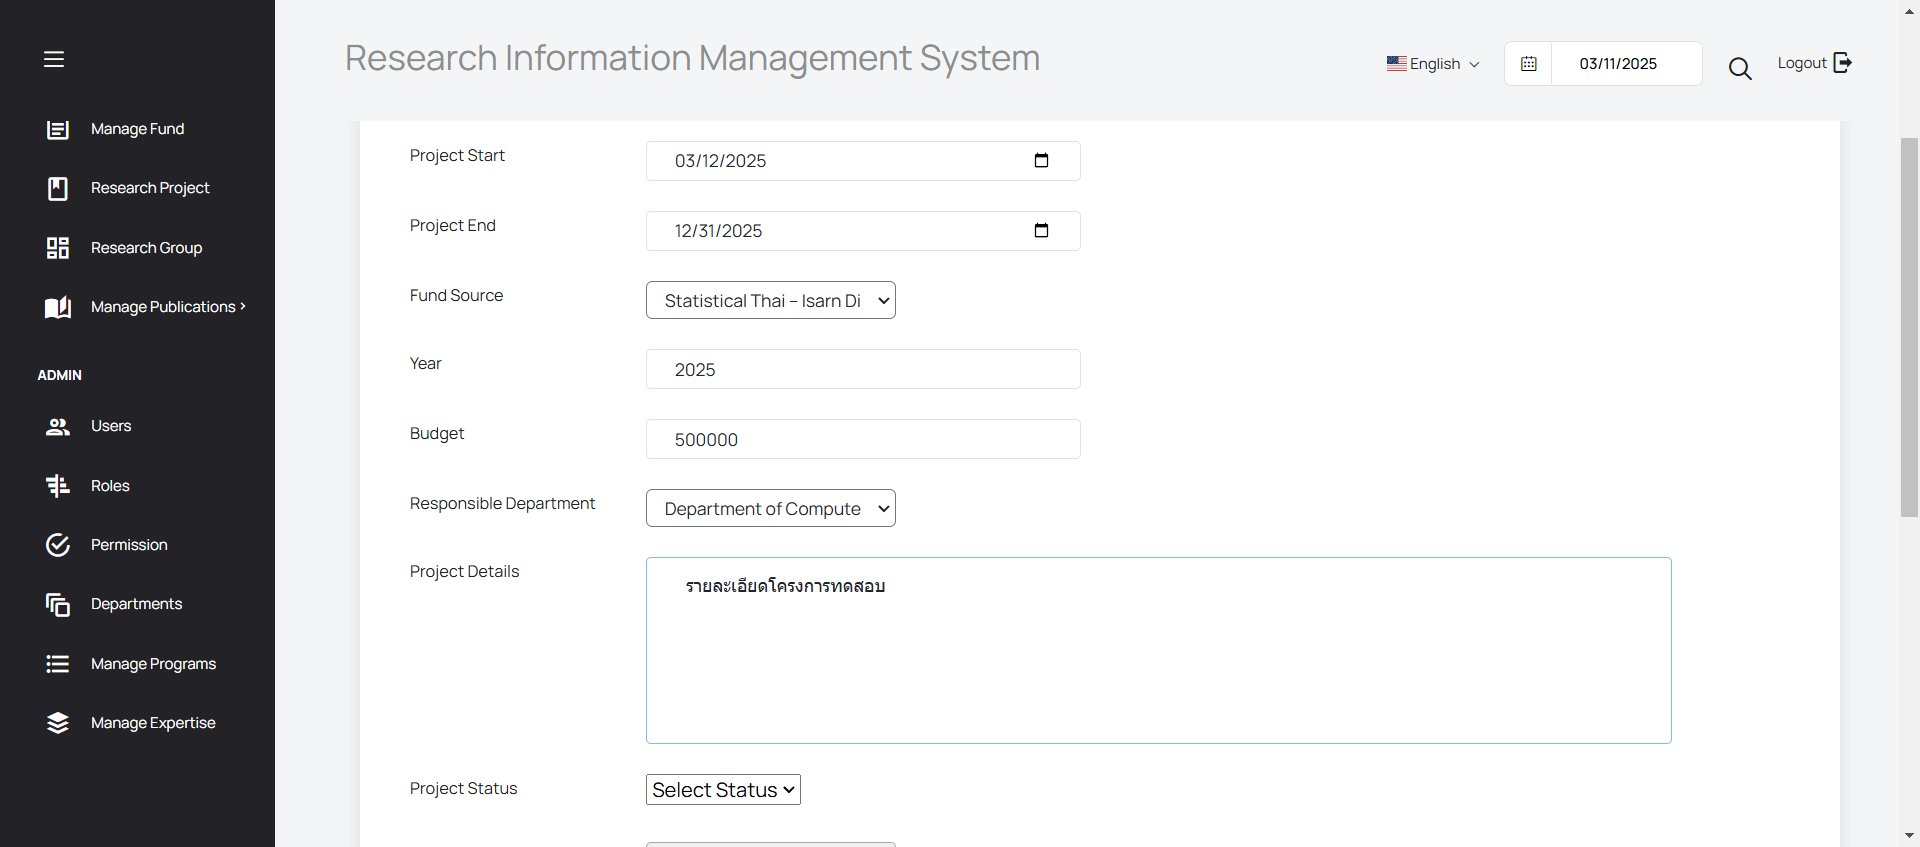 Research Information Management System
English
03/11/2025
Logout
Manage Fund
Research Project
Research Group
Manage Publications
ADMIN
Users
Roles
Permission
Departments
Manage Programs
Manage Expertise
Project Start
03/12/2025
Project End
12/31/2025
Fund Source
Statistical Thai – Isarn Di
Year
2025
Budget
500000
Responsible Department
Department of Compute
Project Details
รายละเอียดโครงการทดสอบ
Project Status
Select Status